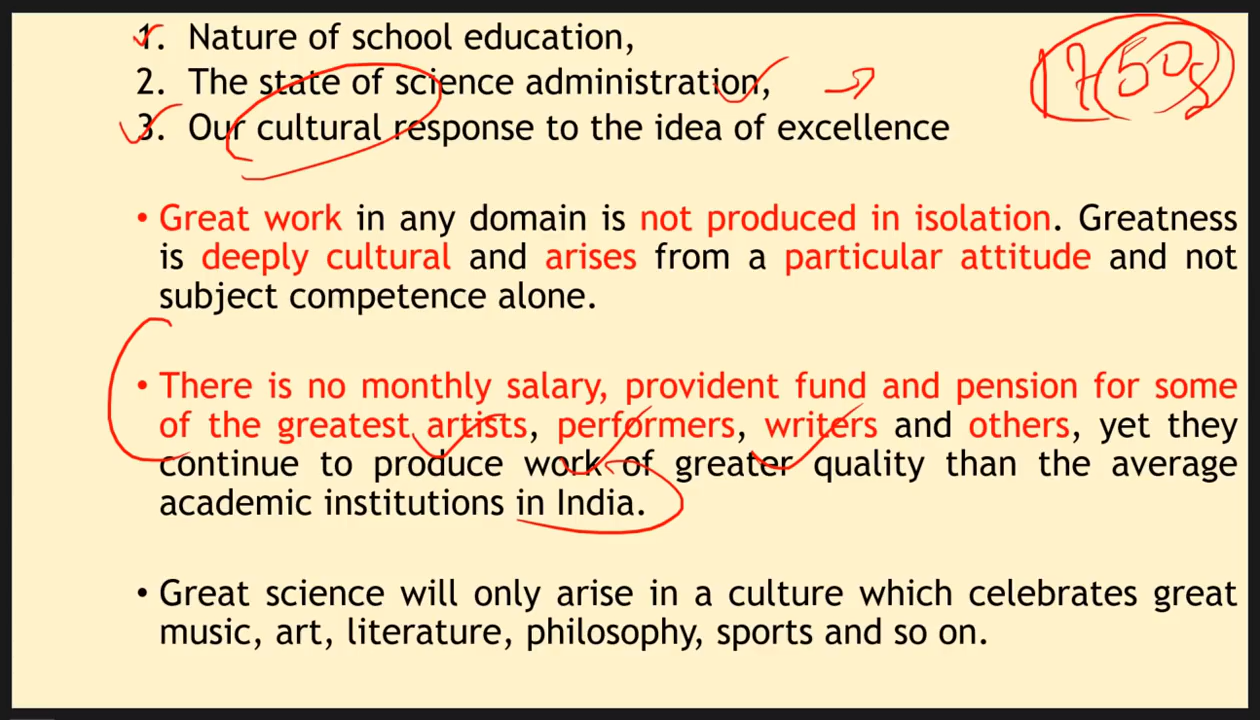 1. Nature of school education,
2. The state of science administration,
3. Our cultural response to the idea of excellence
1750s
• Great work in any domain is not produced in isolation. Greatness
is deeply cultural and arises from a particular attitude and not
subject competence alone.
• There is no monthly salary, provident fund and pension for some
of the greatest artists, performers, writers and others, yet they
continue to produce work of greater quality than the average
academic institutions in India.
• Great science will only arise in a culture which celebrates great
music, art, literature, philosophy, sports and so on.